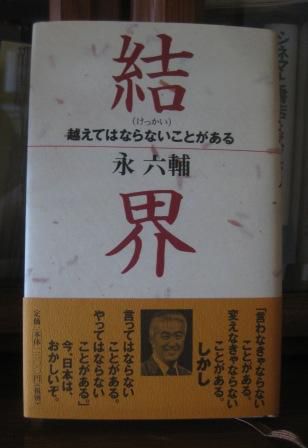 結
（けっかい）
越えてはならないことがある
永 六輔
界
「言わなきゃならない
ことがある。
変えなきゃならない
ことがある。
しかし
言ってはならない
ことがある。
やってはならない
ことがある。」
今、日本は、
おかしいぞ。